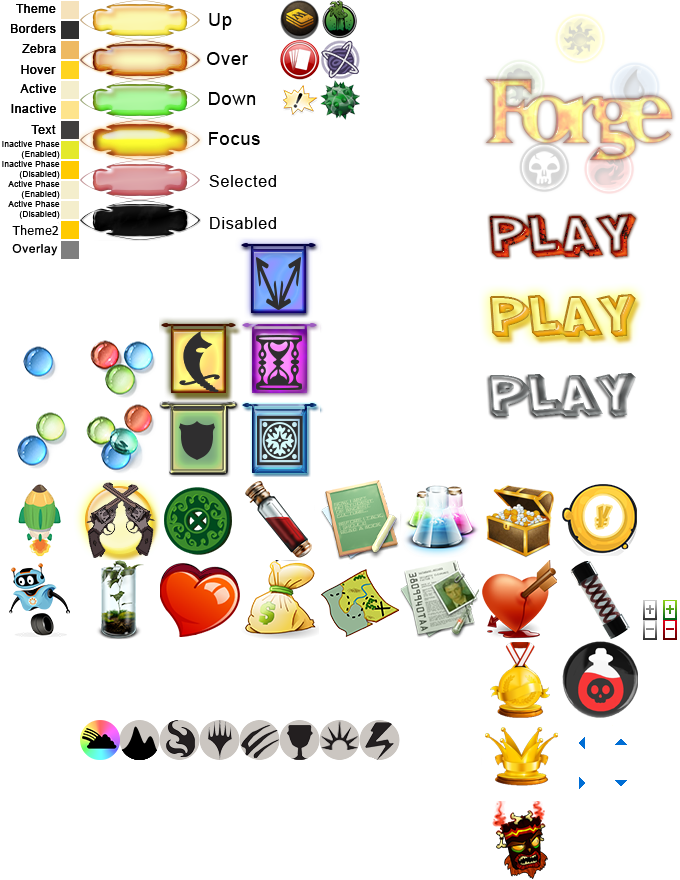 Theme
Borders
Zebra
Hover
Active
Inactive
Text
Inactive Phase
(Enabled)
Inactive Phase
(Disabled)
Active Phase
(Enabled)
Active Phase
(Disabled)
Theme2
Overlay
Up
Over
Down
Focus
Selected
Disabled
Forge
PLAY
PLAY
PLAY